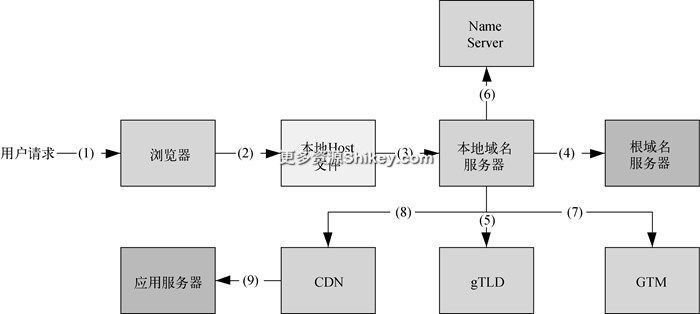 Name
Server
(6)
用户请求
(1)
浏览器
(2)
本地Host
文件
(3)
本地域名
服务器
(4)
根域名
服务器
更多资源Shikey.com
(8)
(5)
(7)
应用服务器
(9)
CDN
gTLD
GTM